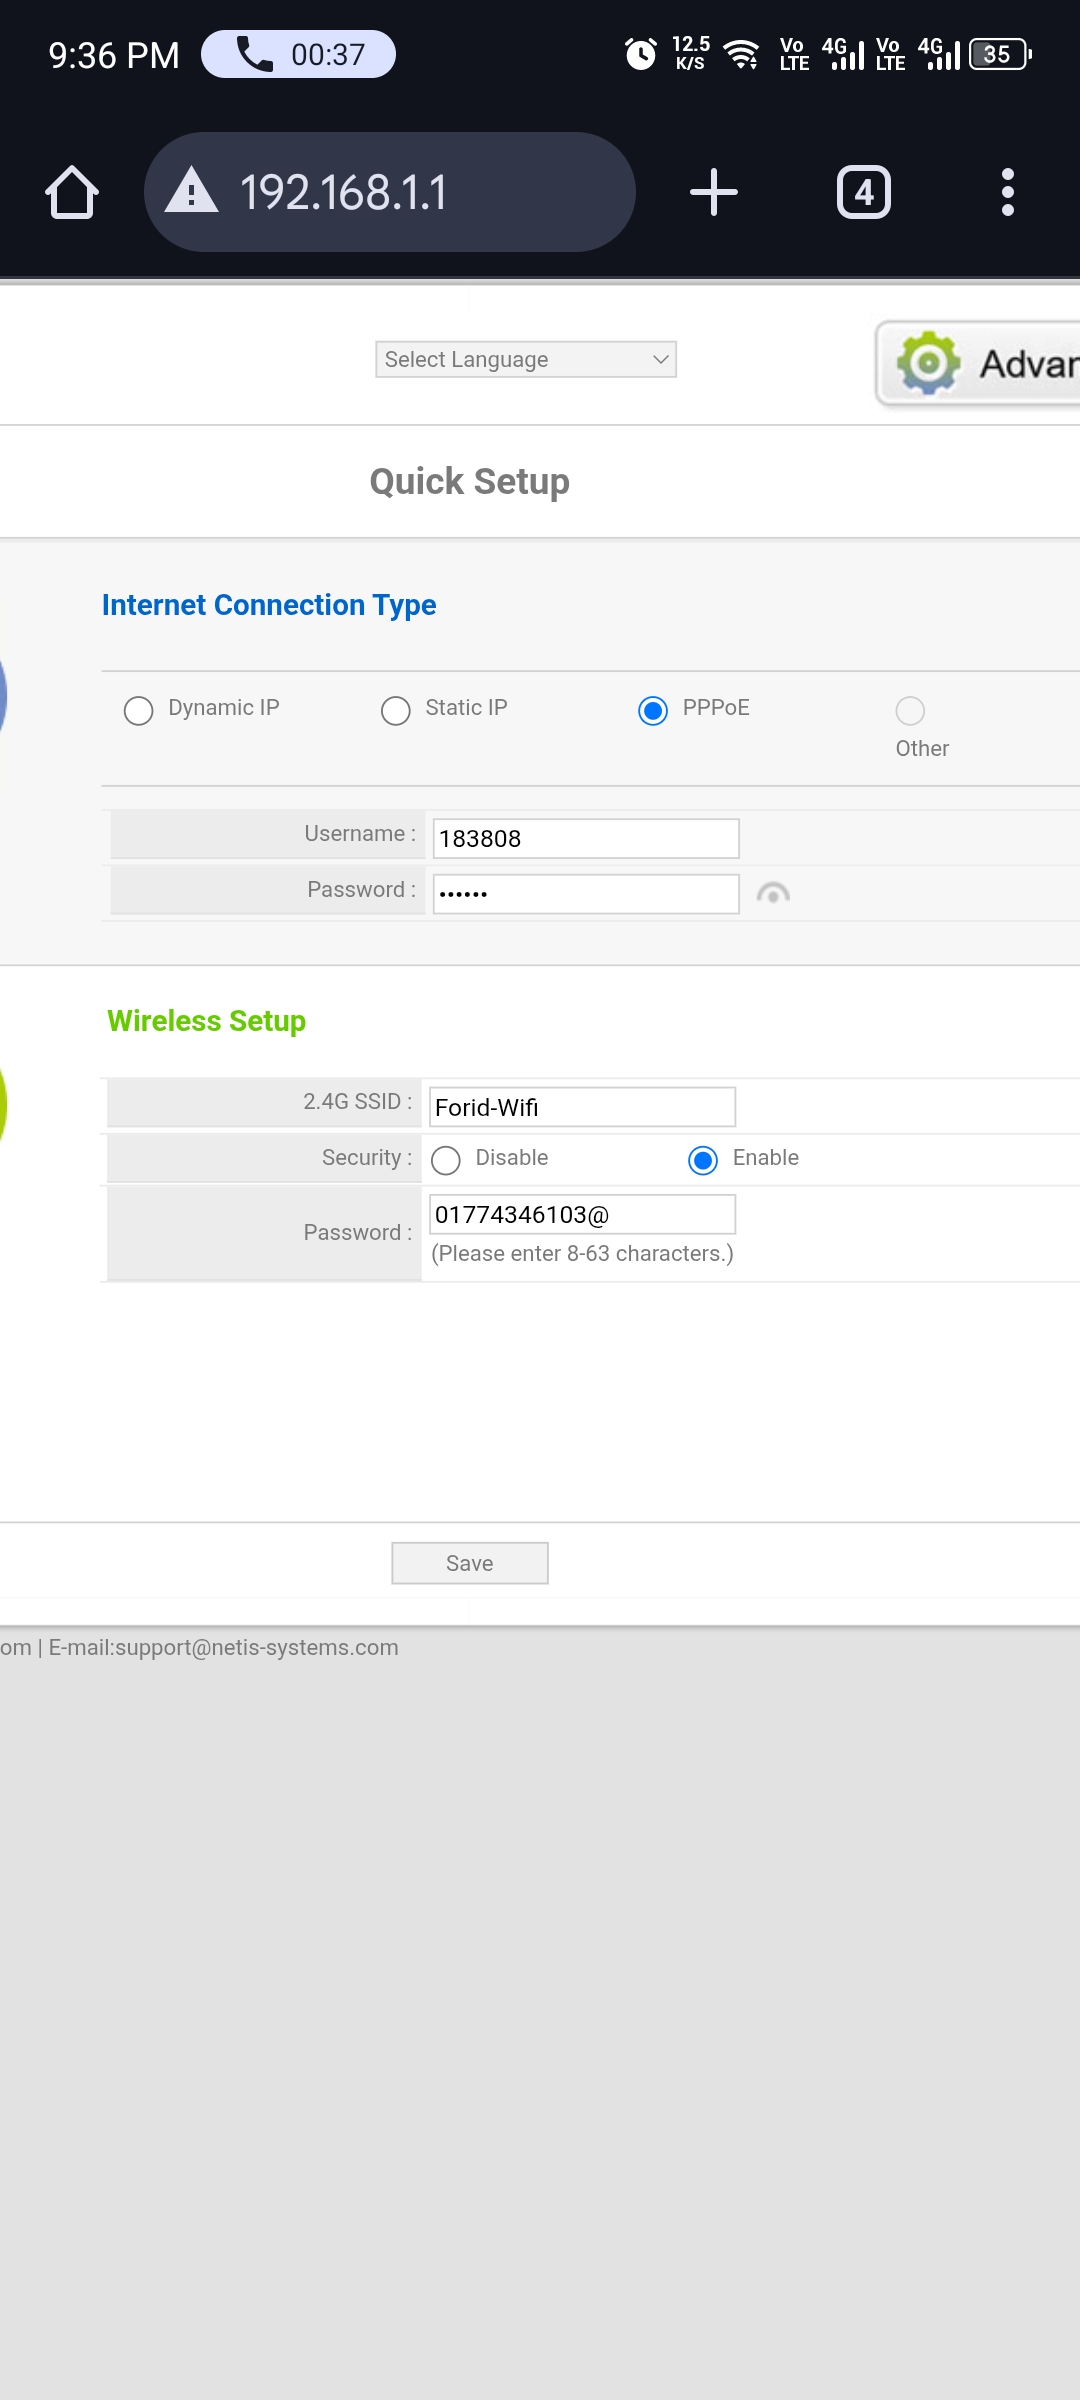 9:36 PM 00:37 12.5 K/S Vo LTE 4G Vo LTE 4G 35
192.168.1.1 4
Select Language
Advan
Quick Setup
Internet Connection Type
Dynamic IP Static IP PPPoE Other
Username : 183808
Password : ••••••
Wireless Setup
2.4G SSID : Forid-Wifi
Security : Disable Enable
Password : 01774346103@
(Please enter 8-63 characters.)
Save
om | E-mail:support@netis-systems.com